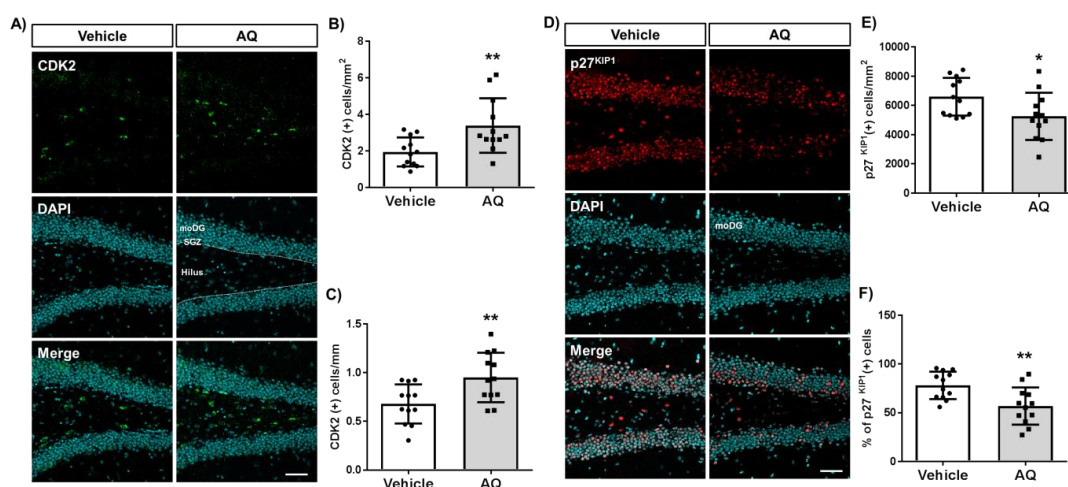 A)
Vehicle
AQ
CDK2
DAPI
moDG
SGZ
Hilus
Merge
B)
**
CDK2 (+) cells/mm²
8
6
4
2
0
Vehicle
AQ
C)
**
CDK2 (+) cells/mm
1.5
1.0
0.5
0.0
Vehicle
AQ
D)
Vehicle
AQ
p27ᴷᴵᴾ¹
DAPI
moDG
Merge
E)
*
p27 ᴷᴵᴾ¹(+) cells/mm²
10000
8000
6000
4000
2000
0
Vehicle
AQ
F)
**
% of p27 ᴷᴵᴾ¹(+) cells
150
100
50
0
Vehicle
AQ